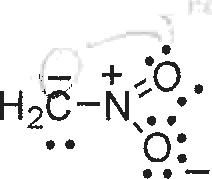 − + O
H₂C–N
O −